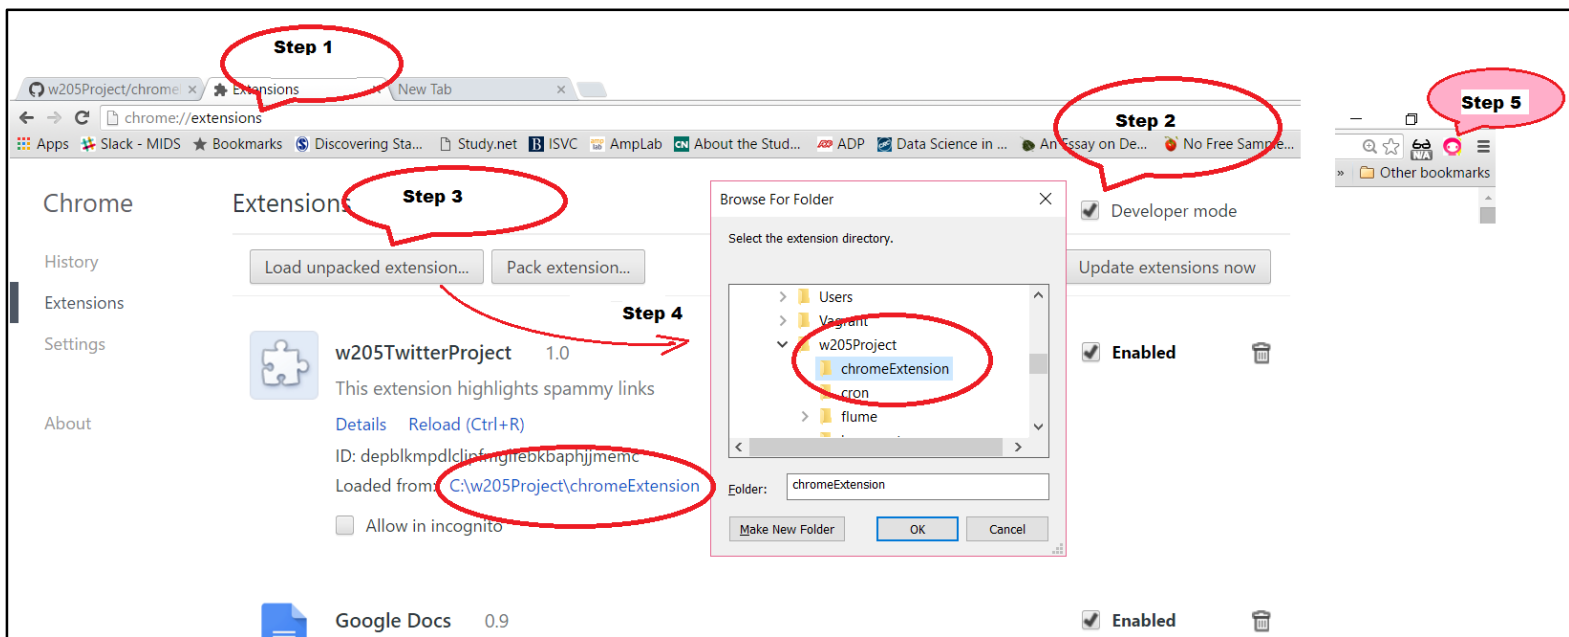 Step 1
w205Project/chrome
Extensions
New Tab
chrome://extensions
Step 2
Step 5
Apps
Slack - MIDS
Bookmarks
Discovering Sta...
Study.net
ISVC
AmpLab
About the Stud...
ADP
Data Science in ...
An Essay on De...
No Free Sample...
N/A
» Other bookmarks
Chrome
Extensions
Step 3
Developer mode
History
Extensions
Settings
About
Load unpacked extension...
Pack extension...
Update extensions now
Step 4
w205TwitterProject 1.0
This extension highlights spammy links
Details Reload (Ctrl+R)
ID:
Loaded from: C:\w205Project\chromeExtension
Allow in incognito
Enabled
Browse For Folder
Select the extension directory.
Users
Vagrant
w205Project
chromeExtension
cron
flume
Folder: chromeExtension
Make New Folder
OK
Cancel
Google Docs 0.9
Enabled